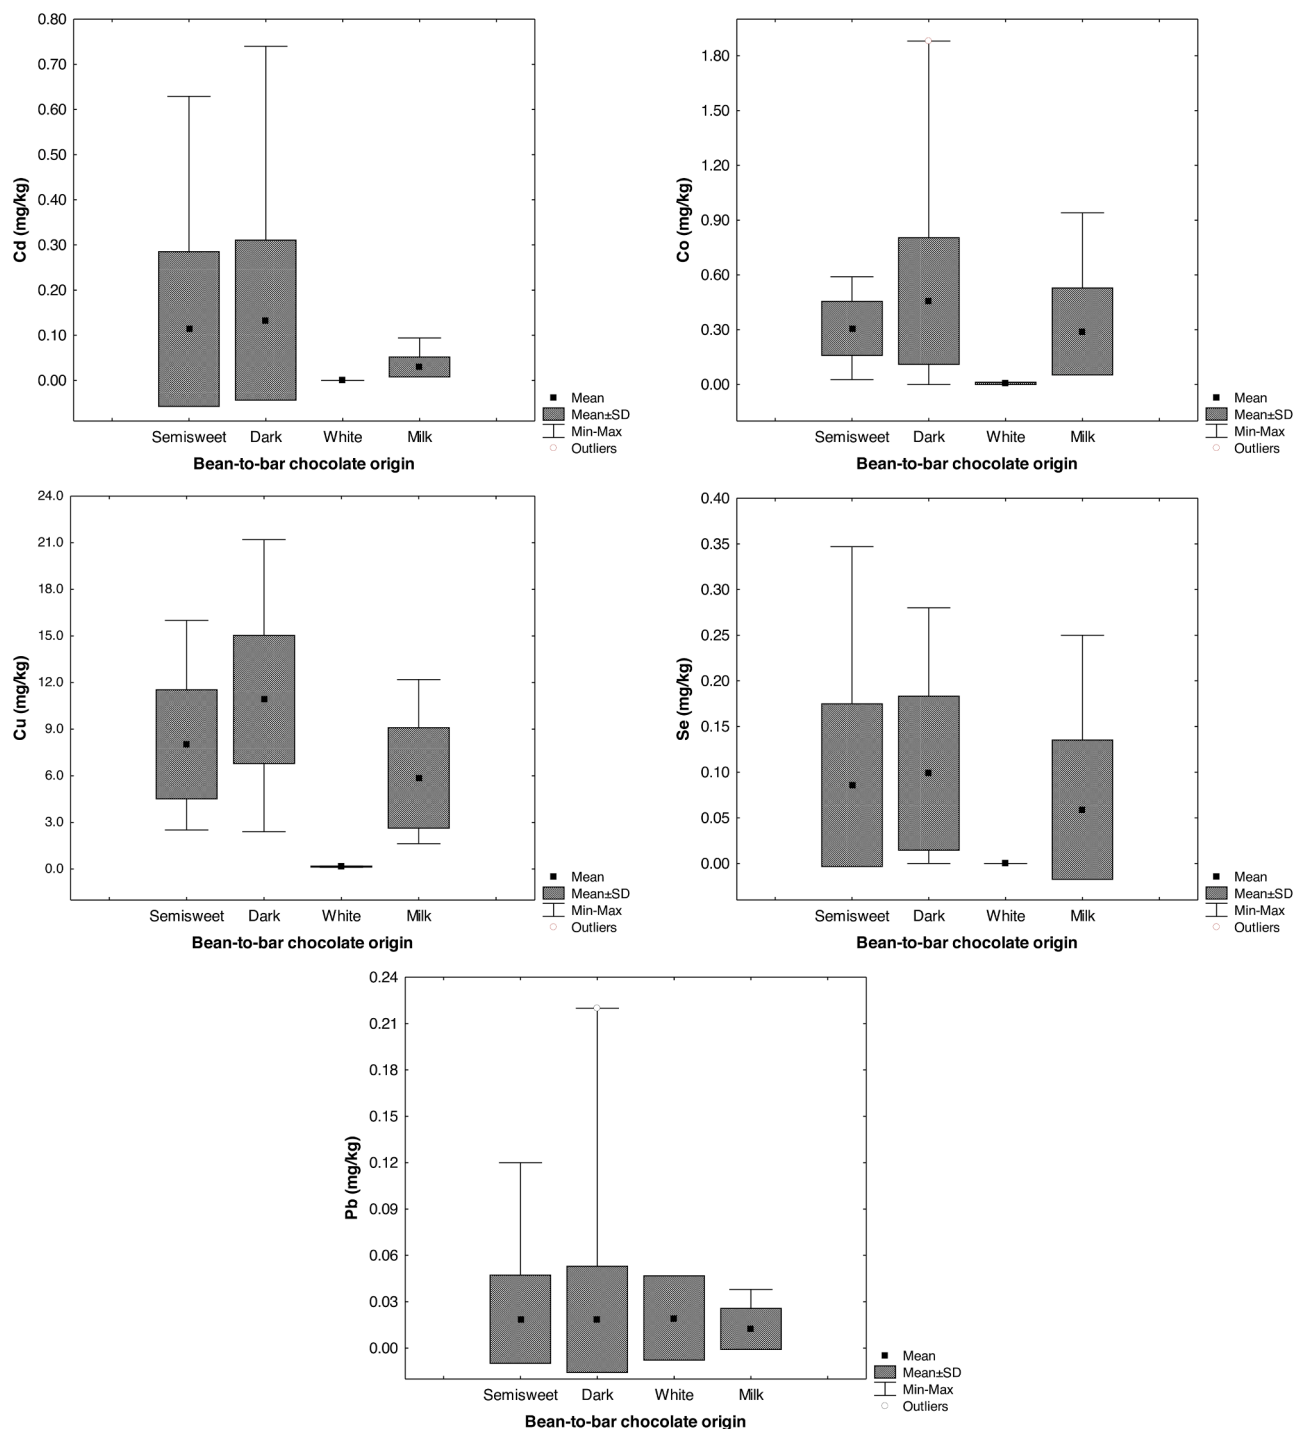 0.80
0.70
0.60
0.50
0.40
0.30
0.20
0.10
0.00
Cd (mg/kg)
Semisweet Dark White Milk
Bean-to-bar chocolate origin
Mean
Mean±SD
Min-Max
Outliers
1.80
1.50
1.20
0.90
0.60
0.30
0.00
Co (mg/kg)
Semisweet Dark White Milk
Bean-to-bar chocolate origin
Mean
Mean±SD
Min-Max
Outliers
24.0
21.0
18.0
15.0
12.0
9.0
6.0
3.0
0.0
Cu (mg/kg)
Semisweet Dark White Milk
Bean-to-bar chocolate origin
Mean
Mean±SD
Min-Max
Outliers
0.40
0.35
0.30
0.25
0.20
0.15
0.10
0.05
0.00
Se (mg/kg)
Semisweet Dark White Milk
Bean-to-bar chocolate origin
Mean
Mean±SD
Min-Max
Outliers
0.24
0.21
0.18
0.15
0.12
0.09
0.06
0.03
0.00
Pb (mg/kg)
Semisweet Dark White Milk
Bean-to-bar chocolate origin
Mean
Mean±SD
Min-Max
Outliers